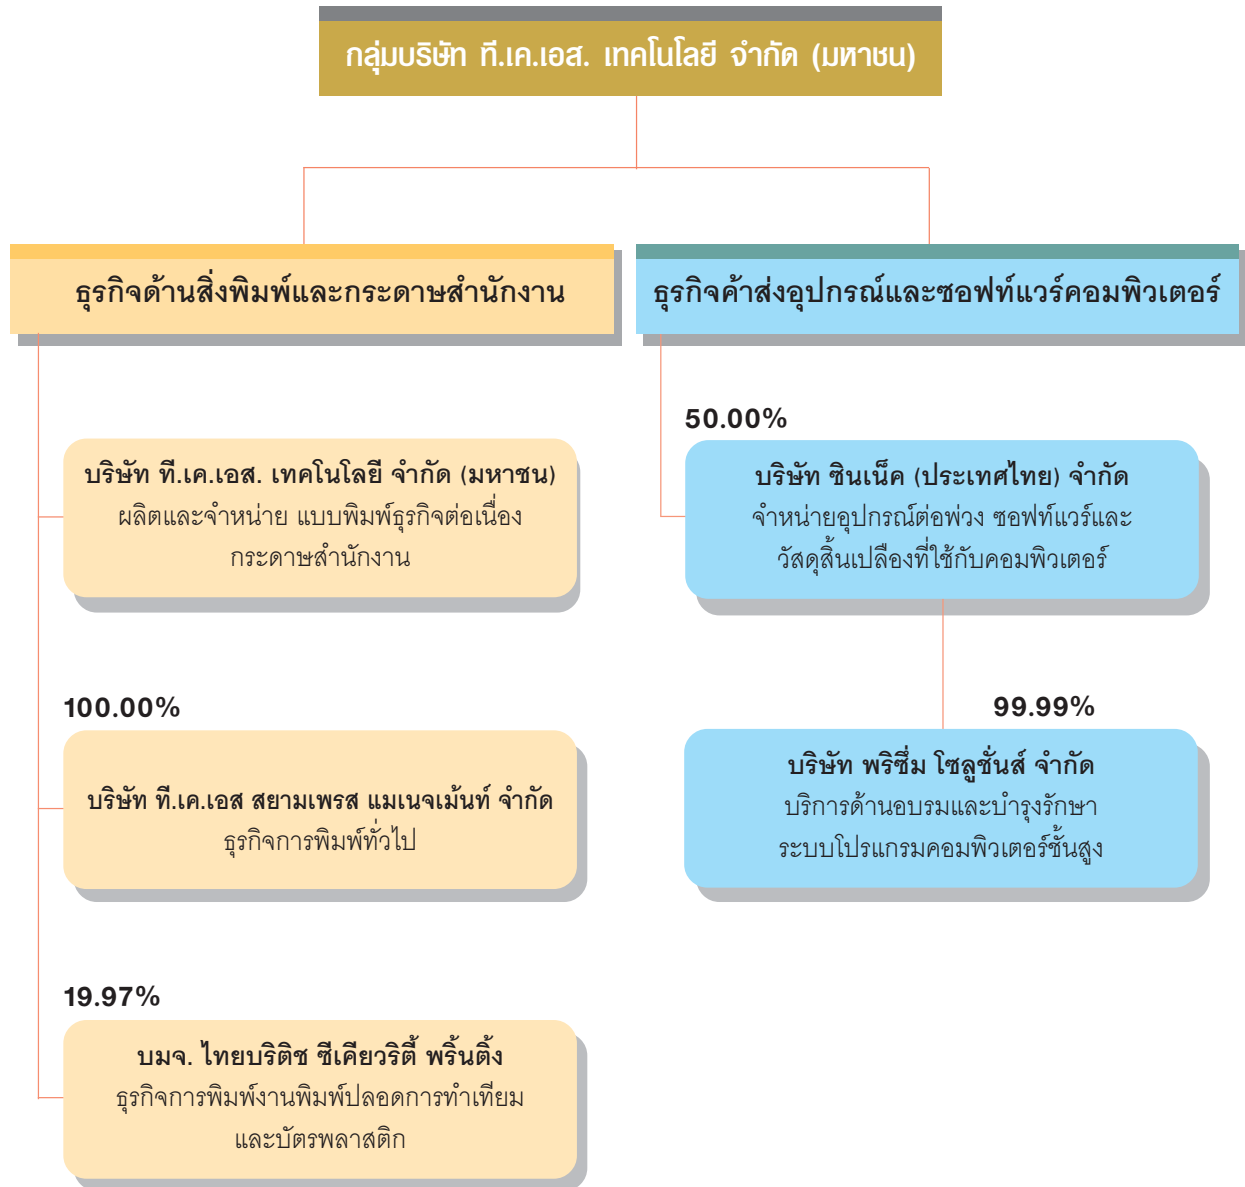 กลุ่มบริษัท ที.เค.เอส. เทคโนโลยี จำกัด (มหาชน)
ธุรกิจด้านสิ่งพิมพ์และกระดาษสำนักงาน
บริษัท ที.เค.เอส. เทคโนโลยี จำกัด (มหาชน)
ผลิตและจำหน่าย แบบพิมพ์ธุรกิจต่อเนื่อง
กระดาษสำนักงาน
100.00%
บริษัท ที.เค.เอส สยามเพรส แมเนจเม้นท์ จำกัด
ธุรกิจการพิมพ์ทั่วไป
19.97%
บมจ. ไทยบริติช ซีเคียวริตี้ พริ้นติ้ง
ธุรกิจการพิมพ์งานพิมพ์ปลอดการทำเทียม
และบัตรพลาสติก
ธุรกิจค้าส่งอุปกรณ์และซอฟท์แวร์คอมพิวเตอร์
50.00%
บริษัท ซินเน็ค (ประเทศไทย) จำกัด
จำหน่ายอุปกรณ์ต่อพ่วง ซอฟท์แวร์และ
วัสดุสิ้นเปลืองที่ใช้กับคอมพิวเตอร์
99.99%
บริษัท พริซึ่ม โซลูชั่นส์ จำกัด
บริการด้านอบรมและบำรุงรักษา
ระบบโปรแกรมคอมพิวเตอร์ชั้นสูง